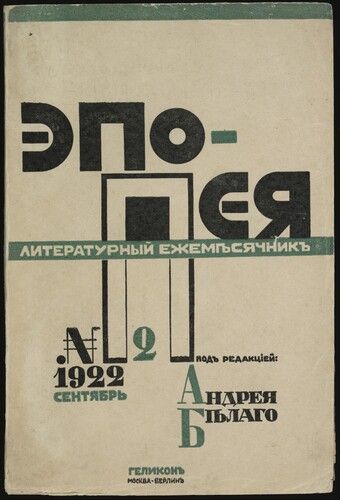 ЭПО-
ПЕЯ
ЛИТЕРАТУРНЫЙ ЕЖЕМѢСЯЧНИКЪ
№ 2
1922
СЕНТЯБРЬ
ПОДЪ РЕДАКЦІЕЙ:
АНДРЕЯ
БѢЛАГО
ГЕЛИКОНЪ
МОСКВА-БЕРЛИНЪ